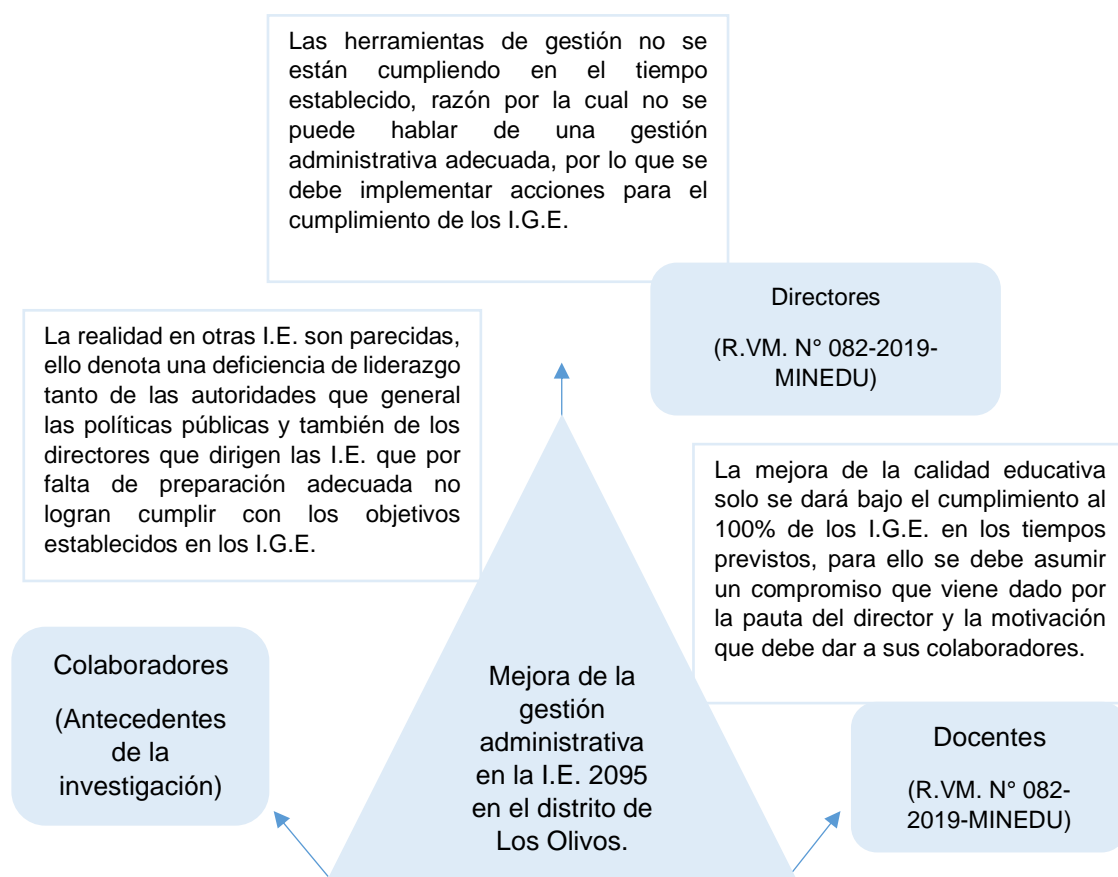 Las herramientas de gestión no se
están cumpliendo en el tiempo
establecido, razón por la cual no se
puede hablar de una gestión
administrativa adecuada, por lo que se
debe implementar acciones para el
cumplimiento de los I.G.E.
Directores
(R.VM. N° 082-2019-
MINEDU)
La realidad en otras I.E. son parecidas,
ello denota una deficiencia de liderazgo
tanto de las autoridades que general
las políticas públicas y también de los
directores que dirigen las I.E. que por
falta de preparación adecuada no
logran cumplir con los objetivos
establecidos en los I.G.E.
La mejora de la calidad educativa
solo se dará bajo el cumplimiento al
100% de los I.G.E. en los tiempos
previstos, para ello se debe asumir
un compromiso que viene dado por
la pauta del director y la motivación
que debe dar a sus colaboradores.
Colaboradores
(Antecedentes
de la
investigación)
Mejora de la
gestión
administrativa
en la I.E. 2095
en el distrito de
Los Olivos.
Docentes
(R.VM. N° 082-
2019-MINEDU)